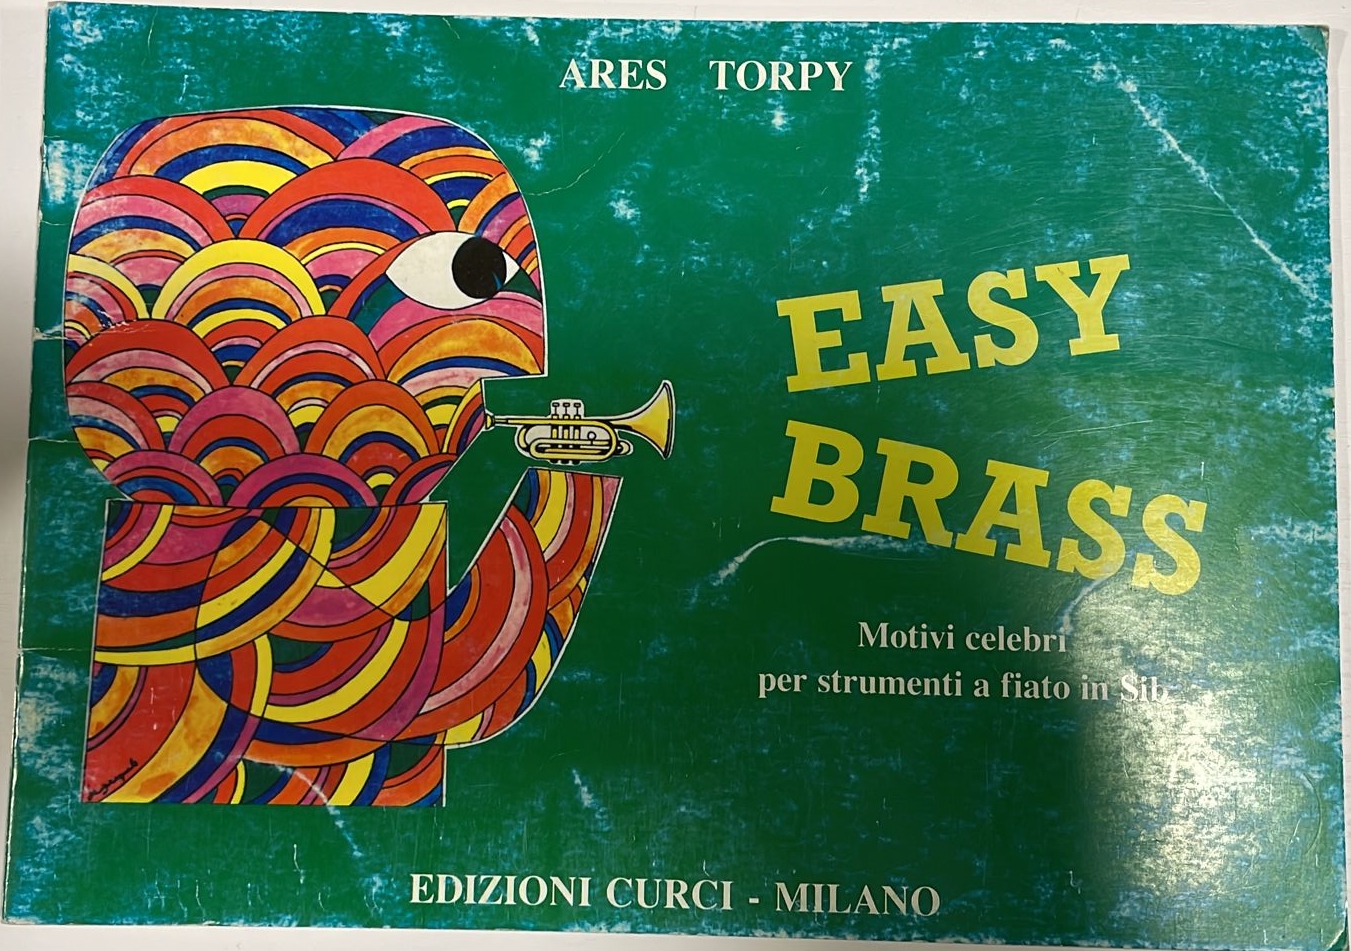 ARES TORPY
EASY
BRASS
Motivi celebri
per strumenti a fiato in Sib
EDIZIONI CURCI - MILANO